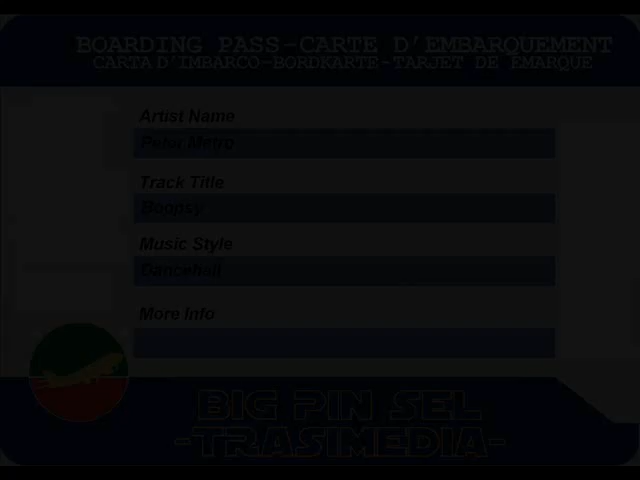 BOARDING PASS-CARTE D'EMBARQUEMENT
CARTA D'IMBARCO-BORDKARTE-TARJET DE EMARQUE
Artist Name
Peter Metro
Track Title
Boopsy
Music Style
Dancehall
More Info
BIG PIN SEL
-TRASIMEDIA-